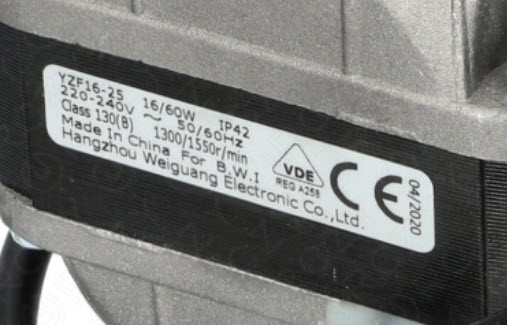 YZF16-25 16/60W IP42
220-240V ~ 50/60Hz
Class 130(B) 1300/1550r/min
Made In China For B.W.I
Hangzhou Weiguang Electronic Co.,Ltd.
VDE
REG A258
CE
04/2020